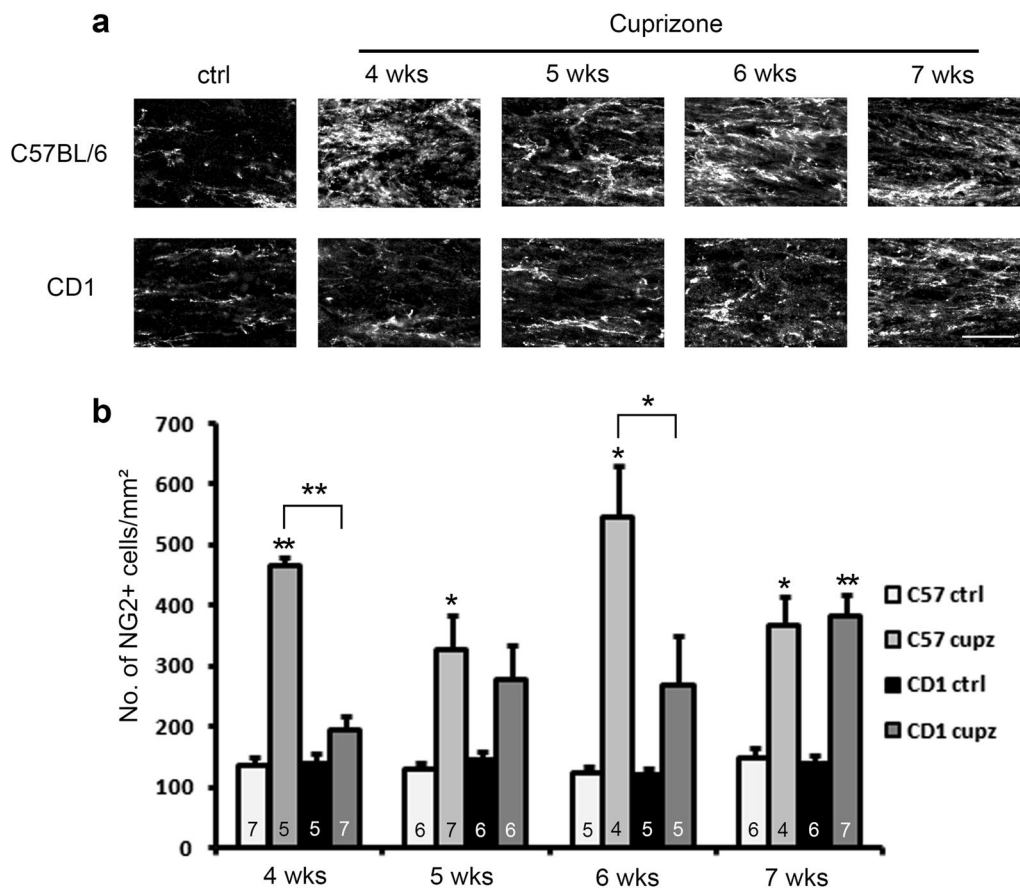 a
Cuprizone
ctrl 4 wks 5 wks 6 wks 7 wks
C57BL/6
CD1
b
No. of NG2+ cells/mm²
700
600
500
400
300
200
100
0
** ** * * * * **
7 5 5 7 6 7 6 6 5 4 5 5 6 4 6 7
4 wks 5 wks 6 wks 7 wks
C57 ctrl
C57 cupz
CD1 ctrl
CD1 cupz